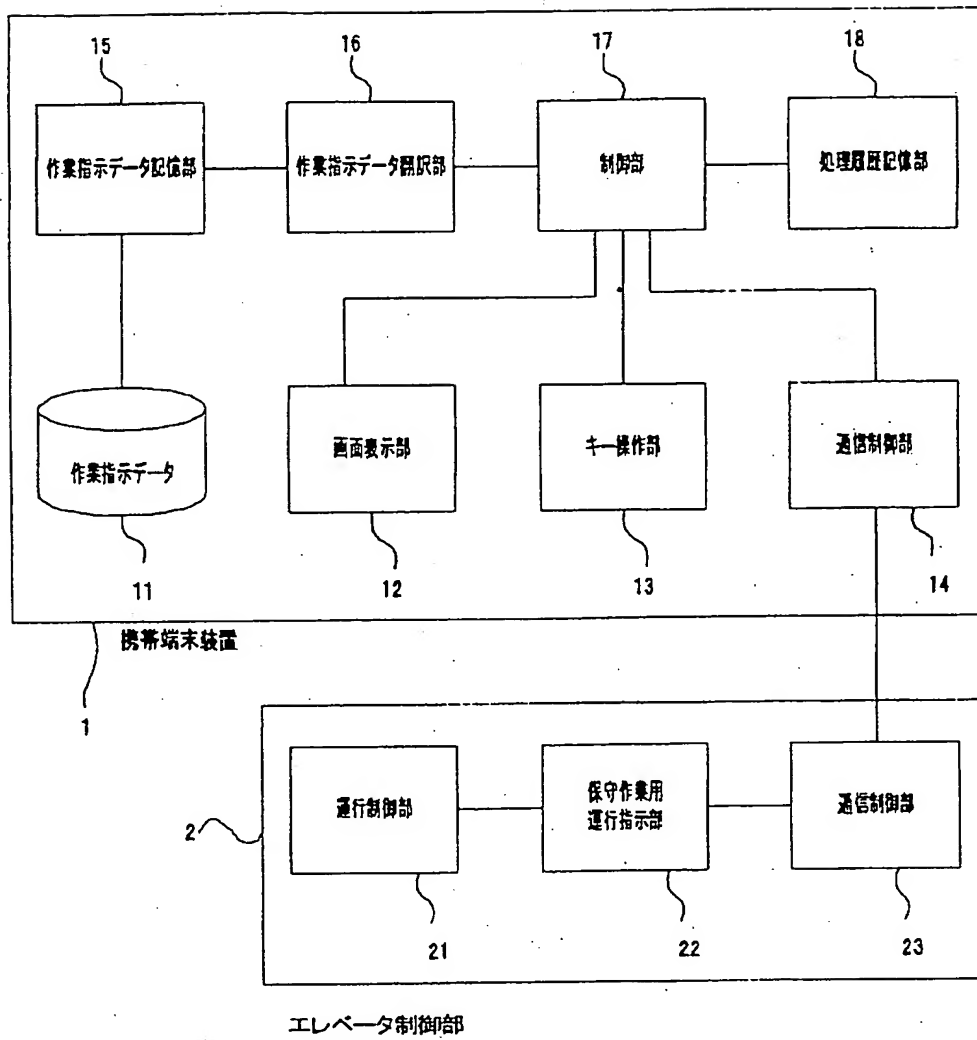 15
16
17
18
作業指示データ記憶部
作業指示データ翻訳部
制御部
処理履歴記憶部
作業指示データ
画面表示部
キー操作部
通信制御部
11
12
13
14
携帯端末装置
1
運行制御部
保守作業用
運行指示部
通信制御部
2
21
22
23
エレベータ制御部